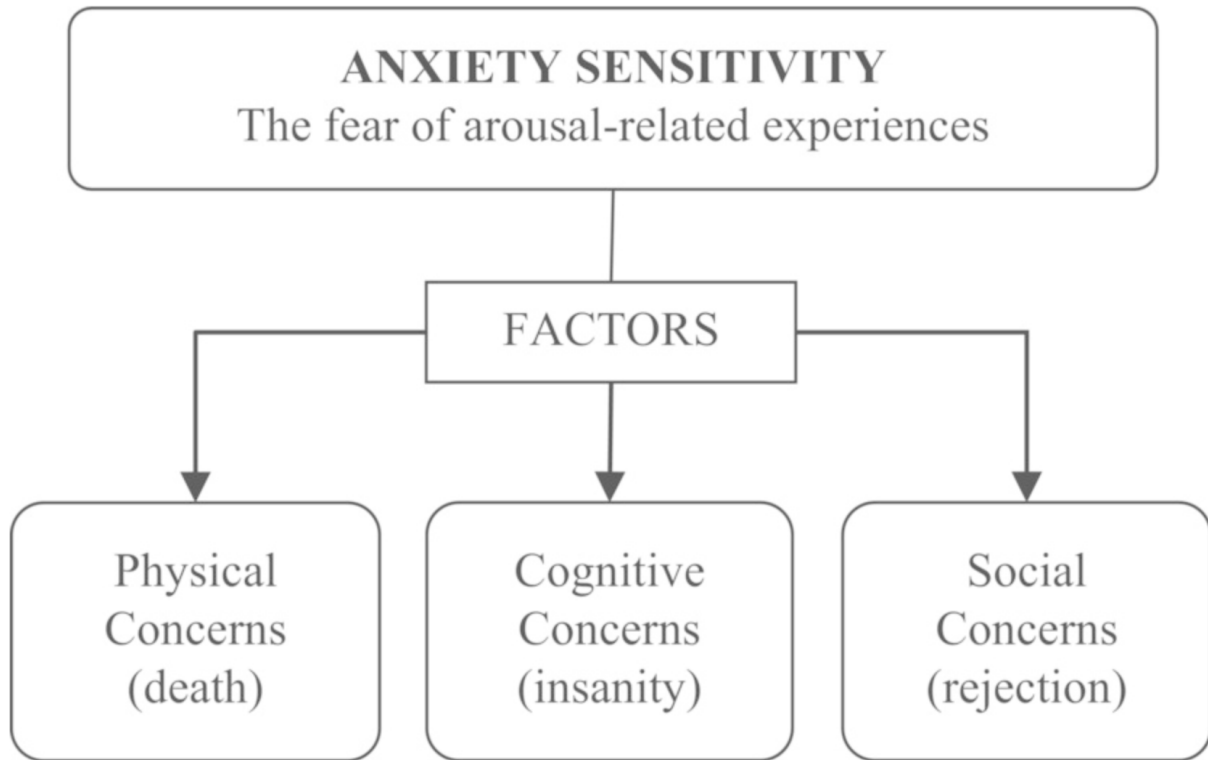 ANXIETY SENSITIVITY
The fear of arousal-related experiences
FACTORS
Physical
Concerns
(death)
Cognitive
Concerns
(insanity)
Social
Concerns
(rejection)